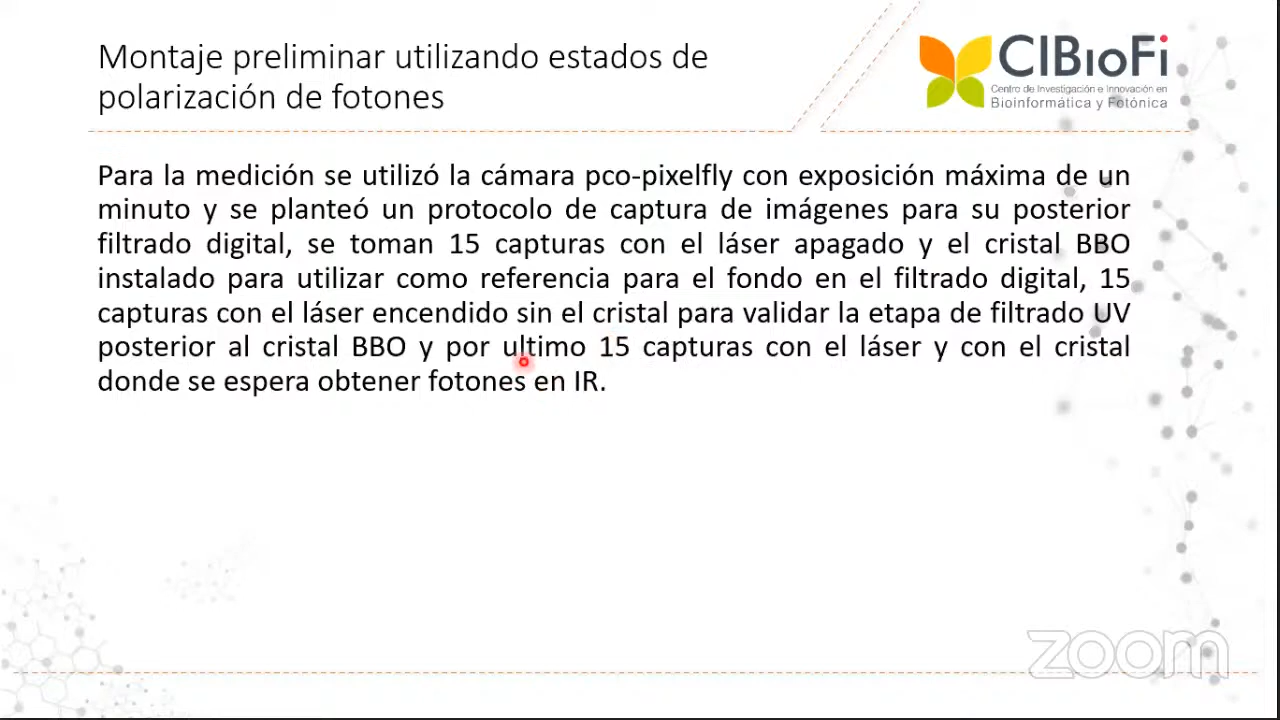 Montaje preliminar utilizando estados de
polarización de fotones
CIBioFi
Centro de Investigación e Innovación en
Bioinformática y Fotónica
Para la medición se utilizó la cámara pco-pixelfly con exposición máxima de un
minuto y se planteó un protocolo de captura de imágenes para su posterior
filtrado digital, se toman 15 capturas con el láser apagado y el cristal BBO
instalado para utilizar como referencia para el fondo en el filtrado digital, 15
capturas con el láser encendido sin el cristal para validar la etapa de filtrado UV
posterior al cristal BBO y por ultimo 15 capturas con el láser y con el cristal
donde se espera obtener fotones en IR.
zoom